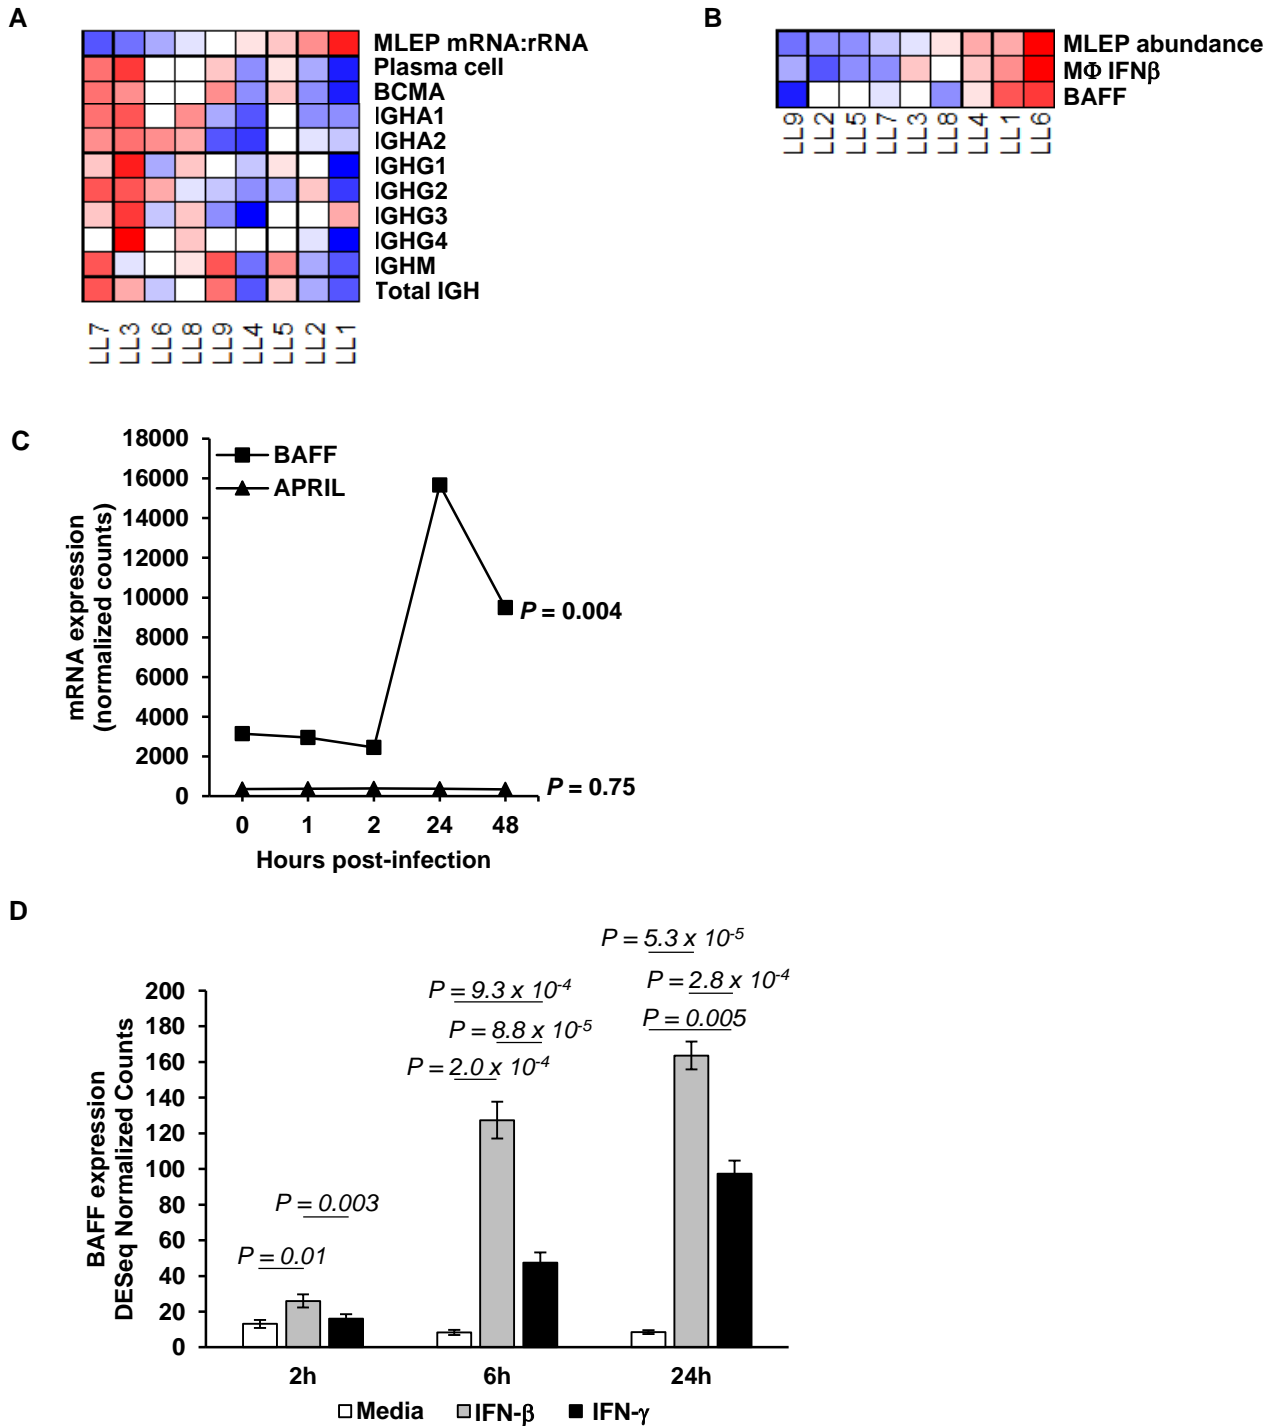 A
MLEP mRNA:rRNA
Plasma cell
BCMA
IGHA1
IGHA2
IGHG1
IGHG2
IGHG3
IGHG4
IGHM
Total IGH
LL7
LL3
LL6
LL8
LL9
LL4
LL5
LL2
LL1
B
MLEP abundance
MΦ IFNβ
BAFF
LL9
LL2
LL5
LL7
LL3
LL8
LL4
LL1
LL6
C
mRNA expression
(normalized counts)
18000
16000
14000
12000
10000
8000
6000
4000
2000
0
BAFF
APRIL
P = 0.004
P = 0.75
0 1 2 24 48
Hours post-infection
D
BAFF expression
DESeq Normalized Counts
200
180
160
140
120
100
80
60
40
20
0
P = 0.01
P = 0.003
P = 9.3 x 10-4
P = 8.8 x 10-5
P = 2.0 x 10-4
P = 5.3 x 10-5
P = 2.8 x 10-4
P = 0.005
2h 6h 24h
Media IFN-β IFN-γ